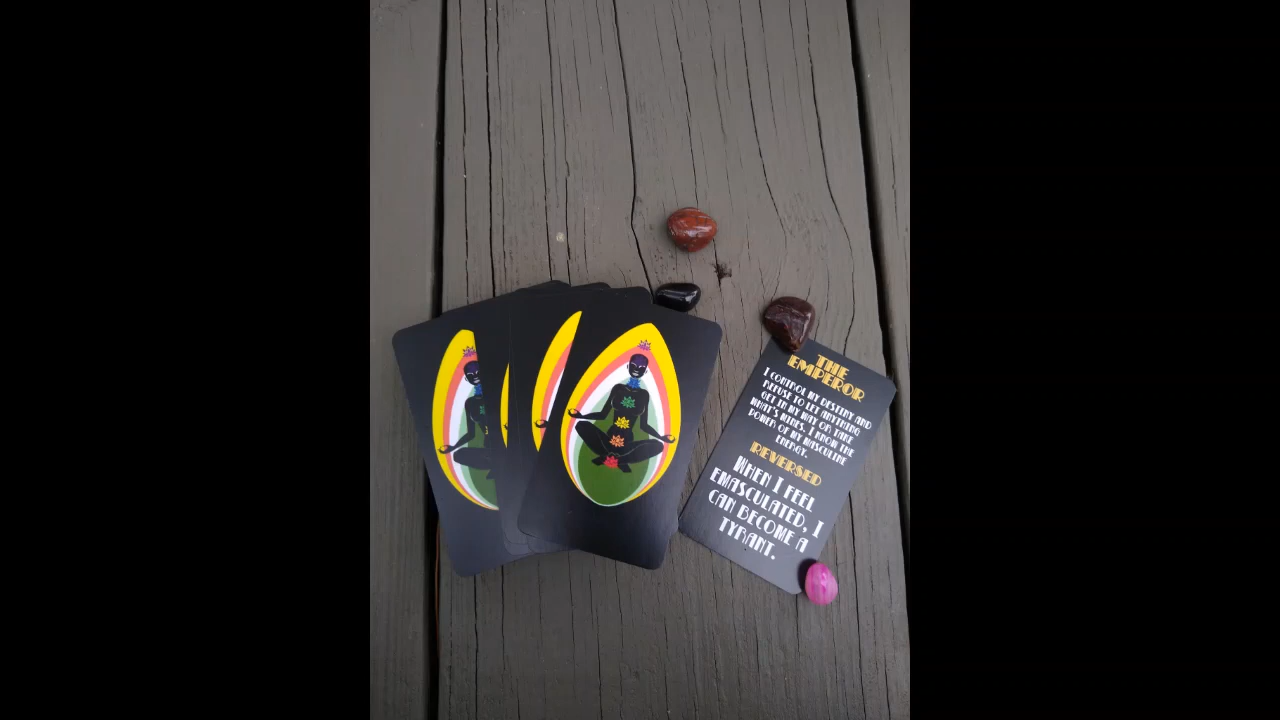 THE
EMPEROR
I CONTROL MY DESTINY AND
REFUSE TO LET ANYTHING
GET IN MY WAY OR TAKE
WHAT'S MINES. I KNOW THE
POWER OF MY MASCULINE
ENERGY.
REVERSED
WHEN I FEEL
EMASCULATED, I
CAN BECOME A
TYRANT.